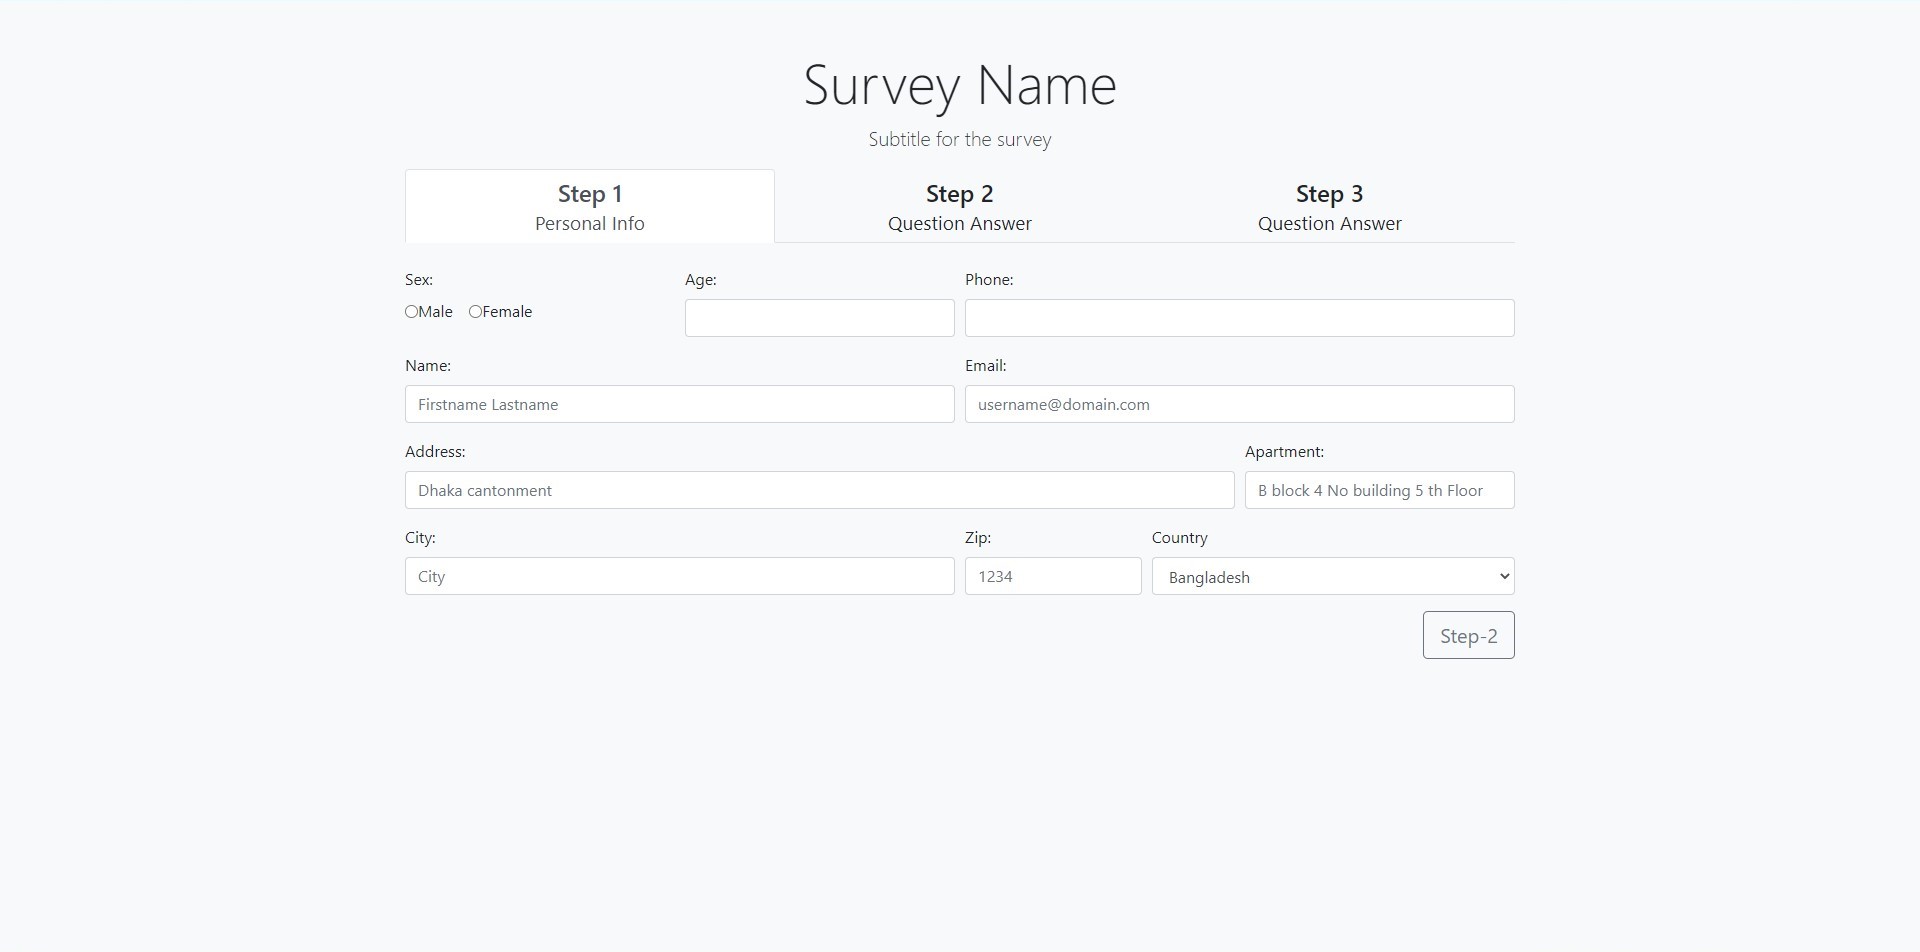 Survey Name
Subtitle for the survey
Step 1
Personal Info
Step 2
Question Answer
Step 3
Question Answer
Sex:
Male Female
Age:
Phone:
Name:
Firstname Lastname
Email:
username@domain.com
Address:
Dhaka cantonment
Apartment:
B block 4 No building 5 th Floor
City:
City
Zip:
1234
Country
Bangladesh
Step-2